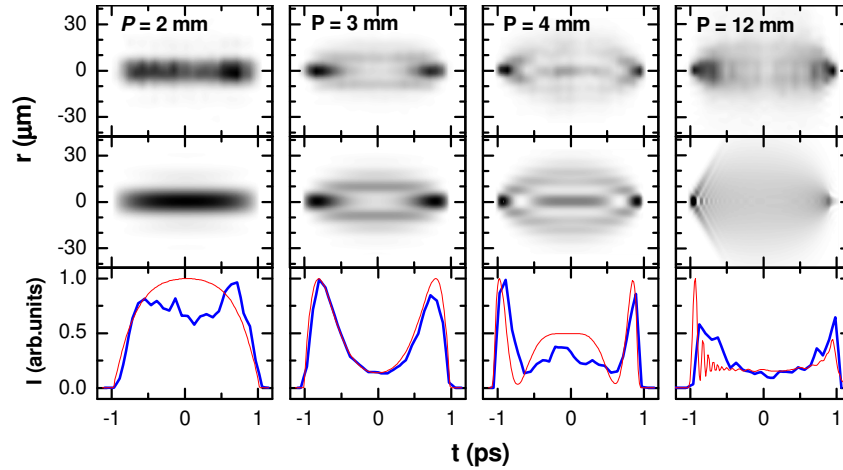 P = 2 mm P = 3 mm P = 4 mm P = 12 mm
30
0
-30
r (μm)
30
0
-30
I (arb.units)
1.0
0.5
0.0
-1 0 1 -1 0 1 -1 0 1 -1 0 1
t (ps)